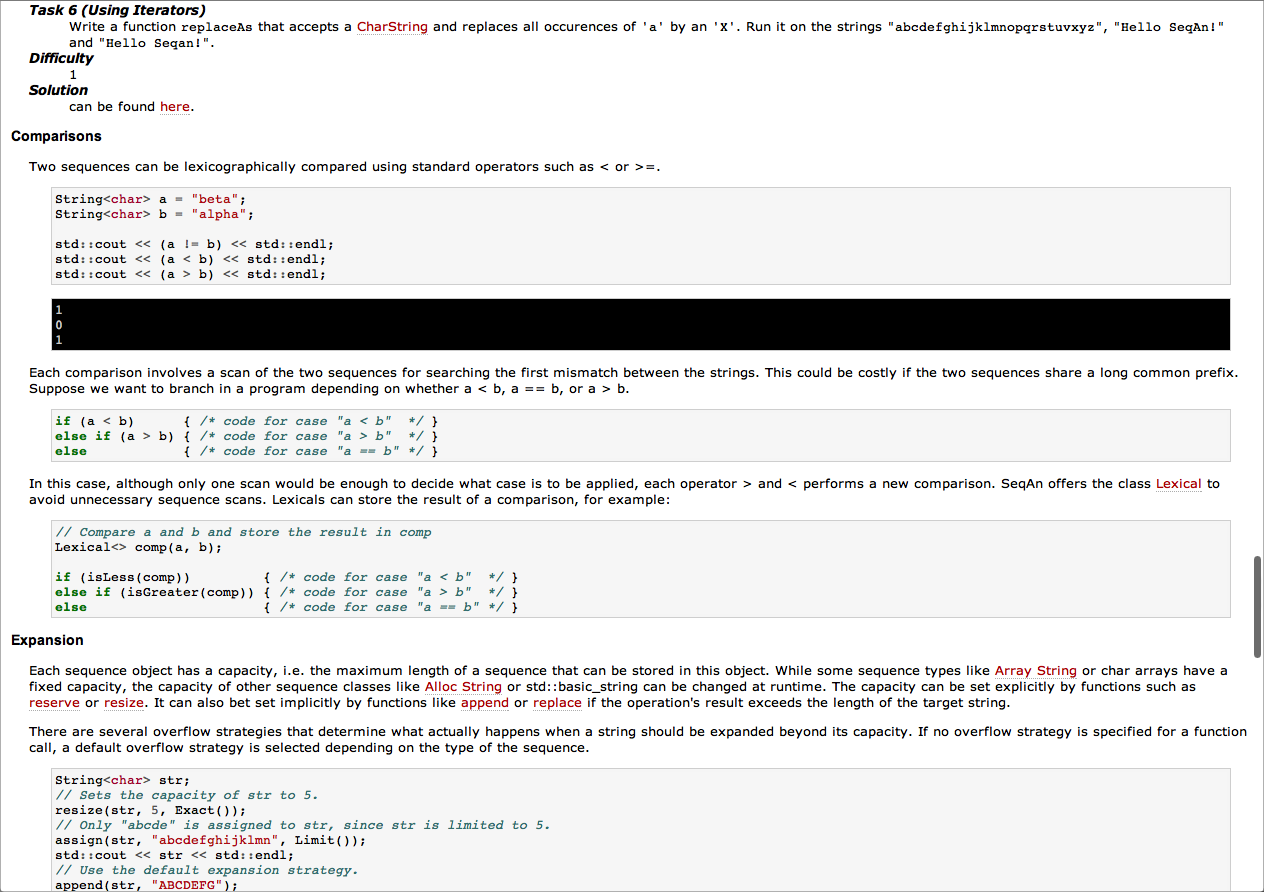 Task 6 (Using Iterators)
Write a function replaceAs that accepts a CharString and replaces all occurences of 'a' by an 'X'. Run it on the strings "abcdefghijklmnopqrstuvxyz", "Hello SeqAn!"
and "Hello Seqan!".
Difficulty
1
Solution
can be found here.
Comparisons
Two sequences can be lexicographically compared using standard operators such as < or >=.
String<char> a = "beta";
String<char> b = "alpha";
std::cout << (a != b) << std::endl;
std::cout << (a < b) << std::endl;
std::cout << (a > b) << std::endl;
1
0
1
Each comparison involves a scan of the two sequences for searching the first mismatch between the strings. This could be costly if the two sequences share a long common prefix.
Suppose we want to branch in a program depending on whether a < b, a == b, or a > b.
if (a < b)      { /* code for case "a < b"  */ }
else if (a > b) { /* code for case "a > b"  */ }
else            { /* code for case "a == b" */ }
In this case, although only one scan would be enough to decide what case is to be applied, each operator > and < performs a new comparison. SeqAn offers the class Lexical to
avoid unnecessary sequence scans. Lexicals can store the result of a comparison, for example:
// Compare a and b and store the result in comp
Lexical<> comp(a, b);
if (isLess(comp))         { /* code for case "a < b"  */ }
else if (isGreater(comp)) { /* code for case "a > b"  */ }
else                      { /* code for case "a == b" */ }
Expansion
Each sequence object has a capacity, i.e. the maximum length of a sequence that can be stored in this object. While some sequence types like Array String or char arrays have a
fixed capacity, the capacity of other sequence classes like Alloc String or std::basic_string can be changed at runtime. The capacity can be set explicitly by functions such as
reserve or resize. It can also bet set implicitly by functions like append or replace if the operation's result exceeds the length of the target string.
There are several overflow strategies that determine what actually happens when a string should be expanded beyond its capacity. If no overflow strategy is specified for a function
call, a default overflow strategy is selected depending on the type of the sequence.
String<char> str;
// Sets the capacity of str to 5.
resize(str, 5, Exact());
// Only "abcde" is assigned to str, since str is limited to 5.
assign(str, "abcdefghijklmn", Limit());
std::cout << str << std::endl;
// Use the default expansion strategy.
append(str, "ABCDEFG");